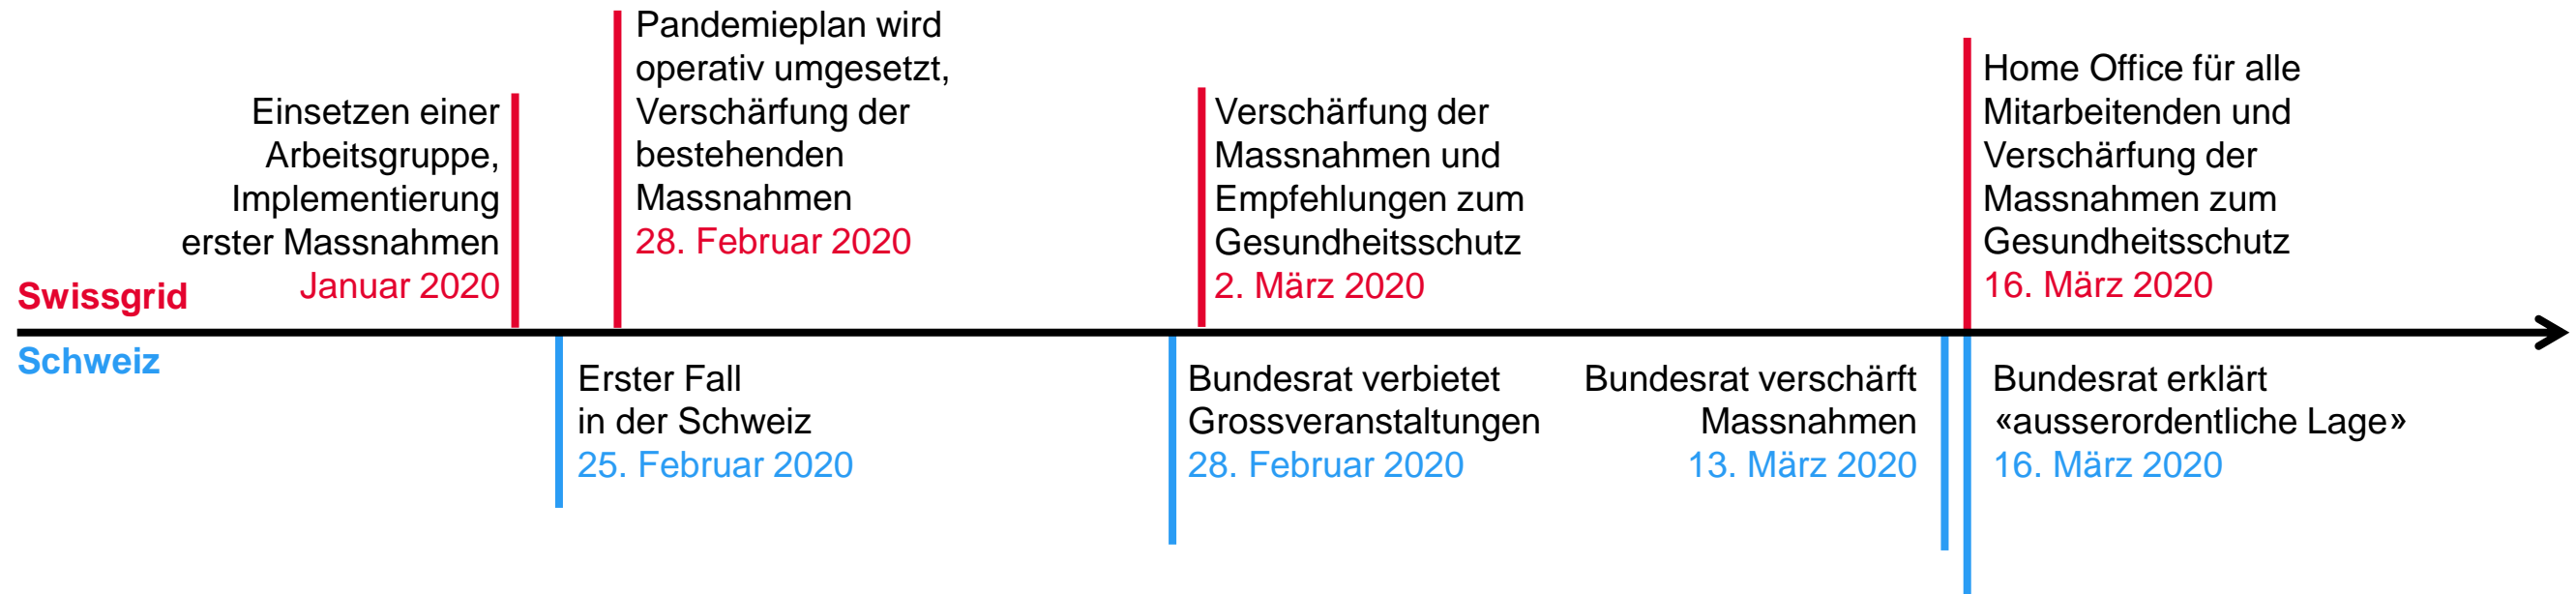 Einsetzen einer
Arbeitsgruppe,
Implementierung
erster Massnahmen
Januar 2020
Pandemieplan wird
operativ umgesetzt,
Verschärfung der
bestehenden
Massnahmen
28. Februar 2020
Verschärfung der
Massnahmen und
Empfehlungen zum
Gesundheitsschutz
2. März 2020
Home Office für alle
Mitarbeitenden und
Verschärfung der
Massnahmen zum
Gesundheitsschutz
16. März 2020
Swissgrid
Schweiz
Erster Fall
in der Schweiz
25. Februar 2020
Bundesrat verbietet
Grossveranstaltungen
28. Februar 2020
Bundesrat verschärft
Massnahmen
13. März 2020
Bundesrat erklärt
«ausserordentliche Lage»
16. März 2020